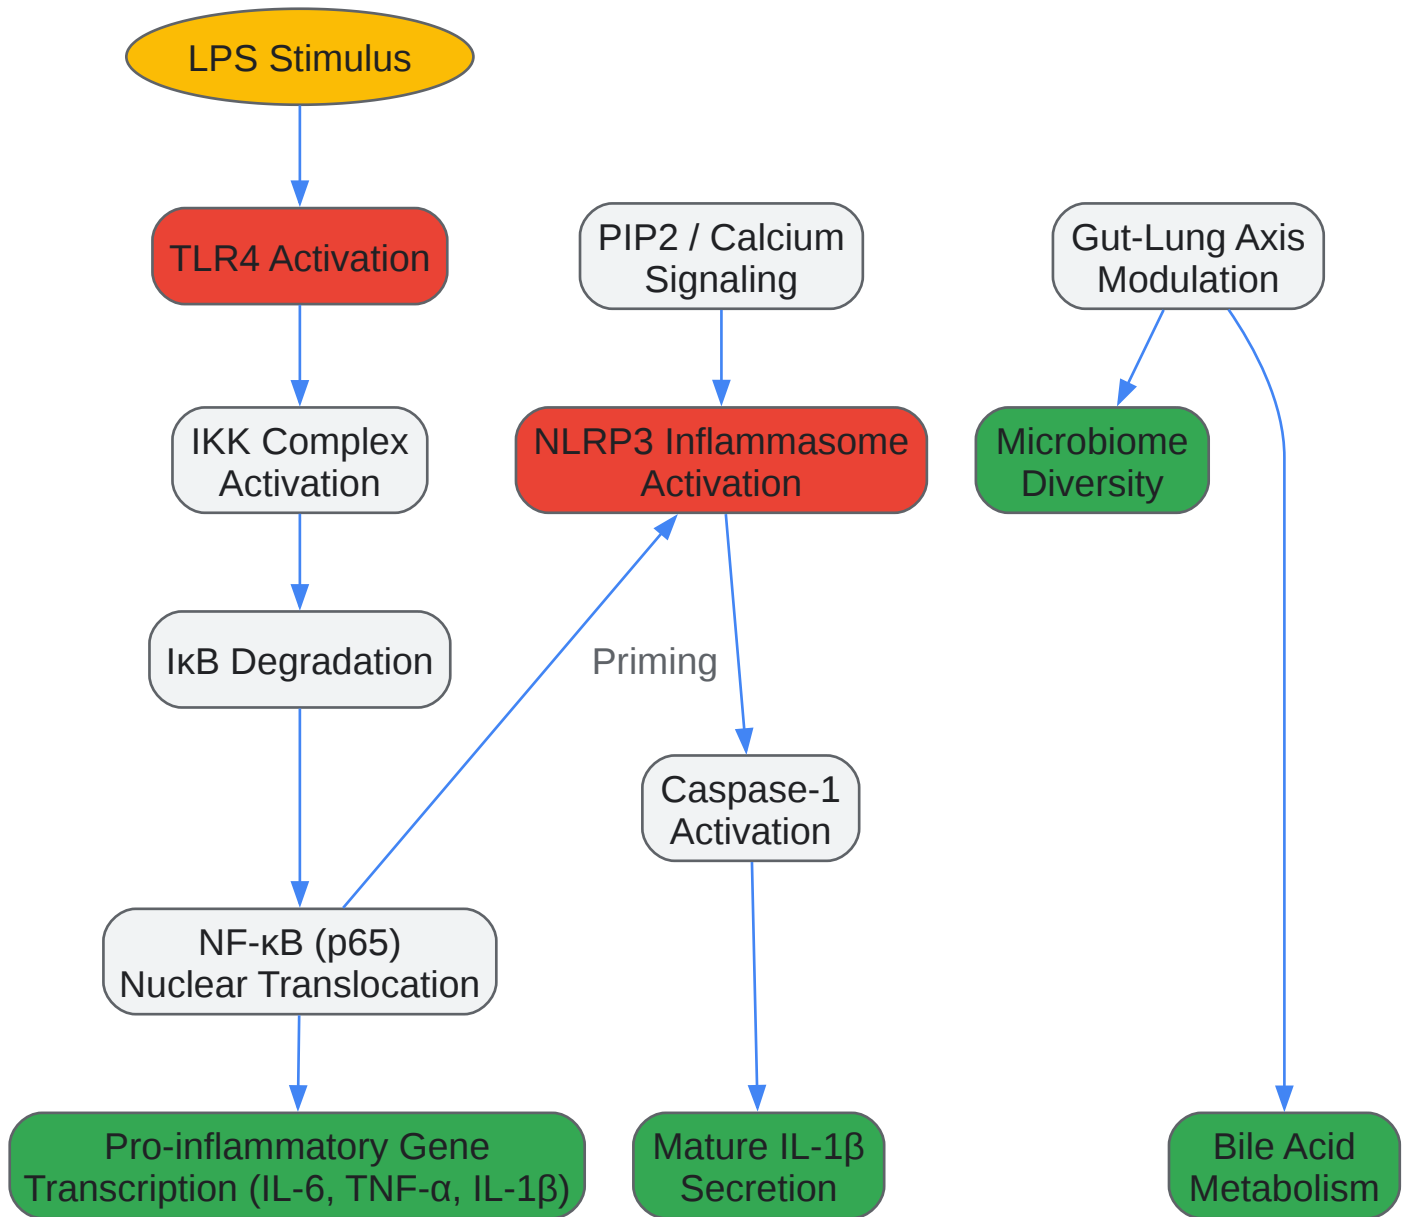 LPS Stimulus
TLR4 Activation
PIP2 / Calcium
Signaling
Gut-Lung Axis
Modulation
IKK Complex
Activation
NLRP3 Inflammasome
Activation
Microbiome
Diversity
IκB Degradation
Priming
Caspase-1
Activation
NF-κB (p65)
Nuclear Translocation
Pro-inflammatory Gene
Transcription (IL-6, TNF-α, IL-1β)
Mature IL-1β
Secretion
Bile Acid
Metabolism